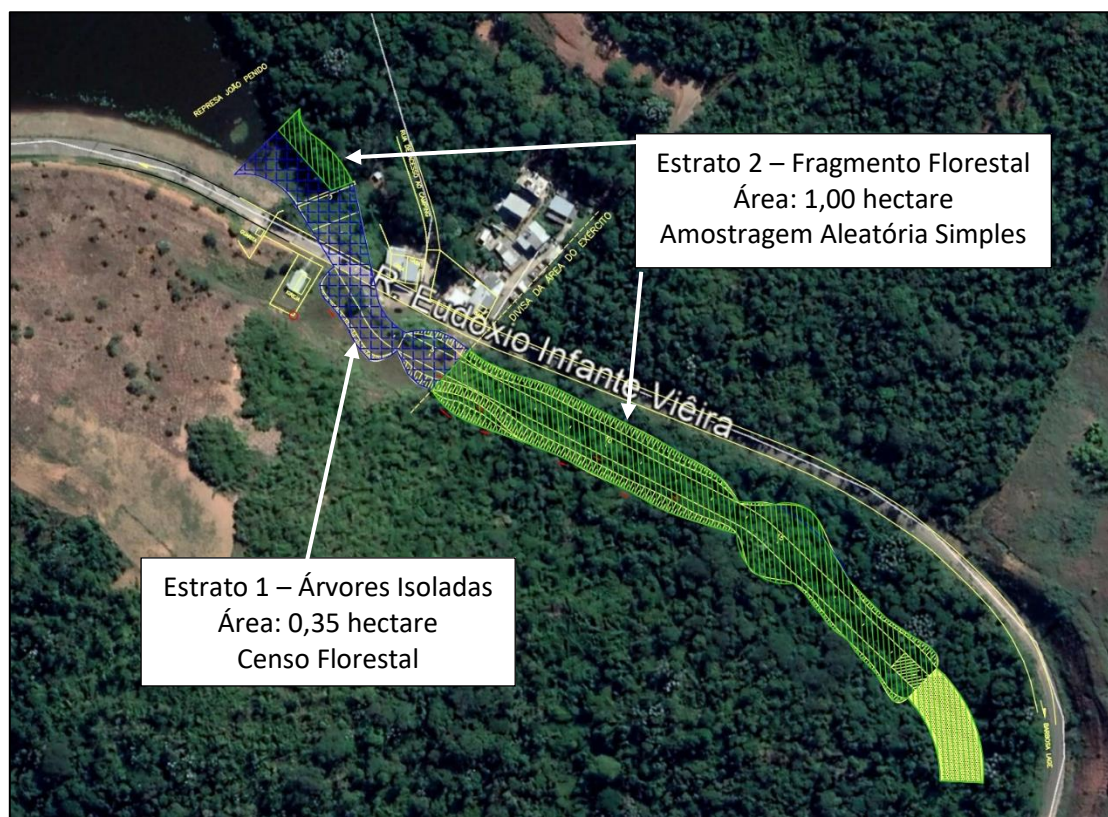 REPRESA JOÃO PENIDO
Estrato 2 – Fragmento Florestal
Área: 1,00 hectare
Amostragem Aleatória Simples
DIVISA DA ÁREA DO EXÉRCITO
IGREJA
R. Eudóxio Infante Viêira
Estrato 1 – Árvores Isoladas
Área: 0,35 hectare
Censo Florestal